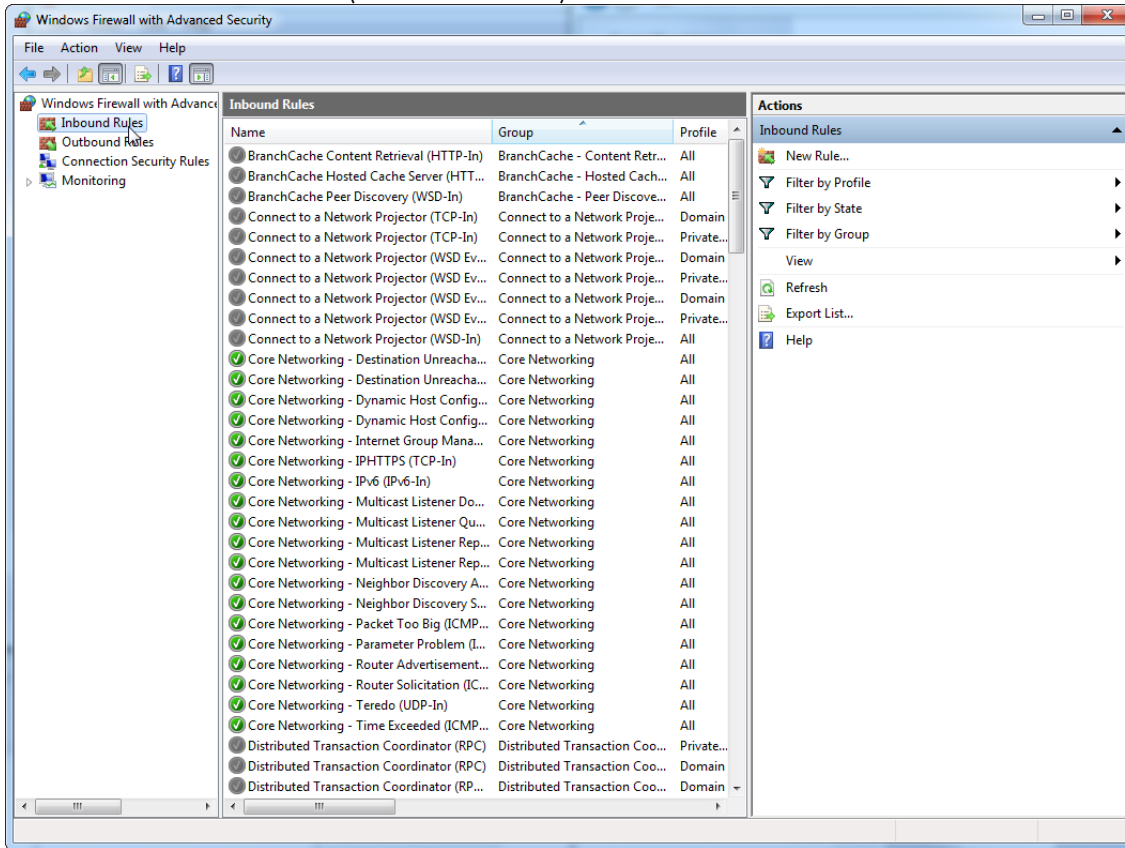 Windows Firewall with Advanced Security
File Action View Help
Windows Firewall with Advance
Inbound Rules
Outbound Rules
Connection Security Rules
Monitoring
Inbound Rules
Name Group Profile
BranchCache Content Retrieval (HTTP-In) BranchCache - Content Retr... All
BranchCache Hosted Cache Server (HTT... BranchCache - Hosted Cach... All
BranchCache Peer Discovery (WSD-In) BranchCache - Peer Discove... All
Connect to a Network Projector (TCP-In) Connect to a Network Proje... Domain
Connect to a Network Projector (TCP-In) Connect to a Network Proje... Private...
Connect to a Network Projector (WSD Ev... Connect to a Network Proje... Domain
Connect to a Network Projector (WSD Ev... Connect to a Network Proje... Private...
Connect to a Network Projector (WSD Ev... Connect to a Network Proje... Domain
Connect to a Network Projector (WSD Ev... Connect to a Network Proje... Private...
Connect to a Network Projector (WSD-In) Connect to a Network Proje... All
Core Networking - Destination Unreacha... Core Networking All
Core Networking - Destination Unreacha... Core Networking All
Core Networking - Dynamic Host Config... Core Networking All
Core Networking - Dynamic Host Config... Core Networking All
Core Networking - Internet Group Mana... Core Networking All
Core Networking - IPHTTPS (TCP-In) Core Networking All
Core Networking - IPv6 (IPv6-In) Core Networking All
Core Networking - Multicast Listener Do... Core Networking All
Core Networking - Multicast Listener Qu... Core Networking All
Core Networking - Multicast Listener Rep... Core Networking All
Core Networking - Multicast Listener Rep... Core Networking All
Core Networking - Neighbor Discovery A... Core Networking All
Core Networking - Neighbor Discovery S... Core Networking All
Core Networking - Packet Too Big (ICMP... Core Networking All
Core Networking - Parameter Problem (I... Core Networking All
Core Networking - Router Advertisement... Core Networking All
Core Networking - Router Solicitation (IC... Core Networking All
Core Networking - Teredo (UDP-In) Core Networking All
Core Networking - Time Exceeded (ICMP... Core Networking All
Distributed Transaction Coordinator (RPC) Distributed Transaction Coo... Private...
Distributed Transaction Coordinator (RPC) Distributed Transaction Coo... Domain
Distributed Transaction Coordinator (RP... Distributed Transaction Coo... Domain
Actions
Inbound Rules
New Rule...
Filter by Profile
Filter by State
Filter by Group
View
Refresh
Export List...
Help